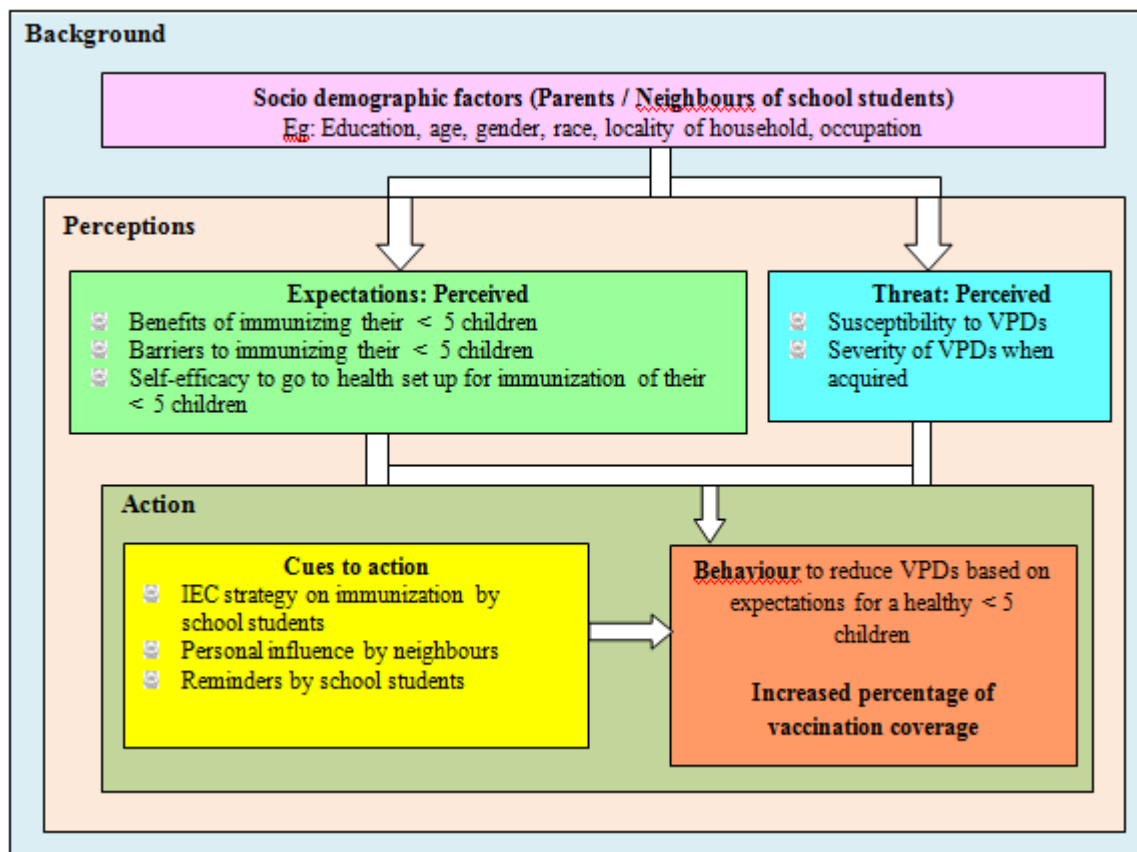 Background
Socio demographic factors (Parents / Neighbours of school students)
Eg: Education, age, gender, race, locality of household, occupation
Perceptions
Expectations: Perceived
Benefits of immunizing their < 5 children
Barriers to immunizing their < 5 children
Self-efficacy to go to health set up for immunization of their
< 5 children
Threat: Perceived
Susceptibility to VPDs
Severity of VPDs when
acquired
Action
Cues to action
IEC strategy on immunization by
school students
Personal influence by neighbours
Reminders by school students
Behaviour to reduce VPDs based on
expectations for a healthy < 5
children
Increased percentage of
vaccination coverage